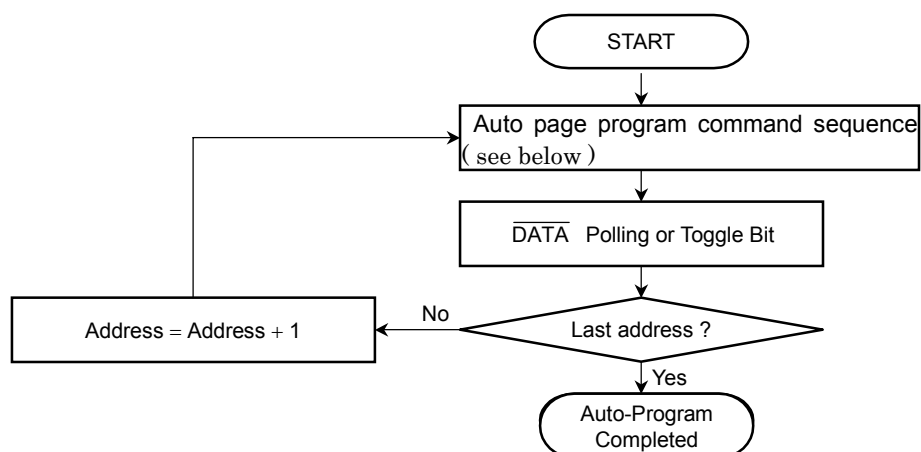 START
Auto page program command sequence
( see below )
DATA Polling or Toggle Bit
Last address ?
No
Address = Address + 1
Yes
Auto-Program
Completed